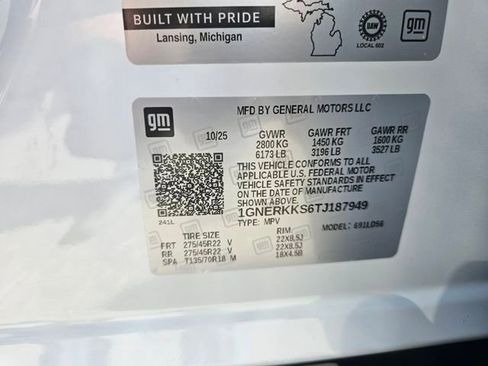 BUILT WITH PRIDE
Lansing, Michigan
UAW
LOCAL 602
gm
MFD BY GENERAL MOTORS LLC
gm
10/25
GVWR GAWR FRT GAWR RR
2800 KG 1450 KG 1600 KG
6173 LB 3196 LB 3527 LB
THIS VEHICLE CONFORMS TO ALL
APPLICABLE U.S. FEDERAL MOTOR
VEHICLE SAFETY STANDARDS IN EFFECT
ON THE DATE OF MANUFACTURE
SHOWN ABOVE.
1GNERKKS6TJ187949
241L
TYPE: MPV
MODEL: 691LD56
TIRE SIZE RIM
FRT 275/45R22 V 22X8.5J
RR 275/45R22 V 22X8.5J
SPA T135/70R18 M 18X4.5B